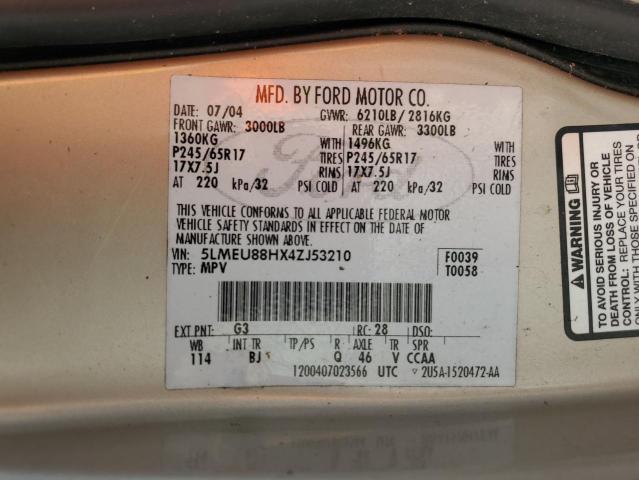 MFD. BY FORD MOTOR CO.
DATE: 07/04 GVWR: 6210LB/ 2816KG
FRONT GAWR: 3000LB REAR GAWR: 3300LB
1360KG WITH 1496KG WITH
P245/65R17 TIRES P245/65R17 TIRES
17X7.5J RIMS 17X7.5J RIMS
AT 220 kPa/32 PSI COLD AT 220 kPa/32 PSI COLD
Ford
THIS VEHICLE CONFORMS TO ALL APPLICABLE FEDERAL MOTOR
VEHICLE SAFETY STANDARDS IN EFFECT ON THE DATE OF
MANUFACTURE SHOWN ABOVE.
VIN: 5LMEU88HX4ZJ53210 F0039
TYPE: MPV T0058
EXT PNT: G3 RC: 28 DSO:
WB INT TR TP/PS R AXLE TR SPR
114 BJ Q 46 V CCAA
1200407023566 UTC 2U5A-1520472-AA
WARNING
TO AVOID SERIOUS INJURY OR
DEATH FROM LOSS OF
THOSE SPECIFIED ON